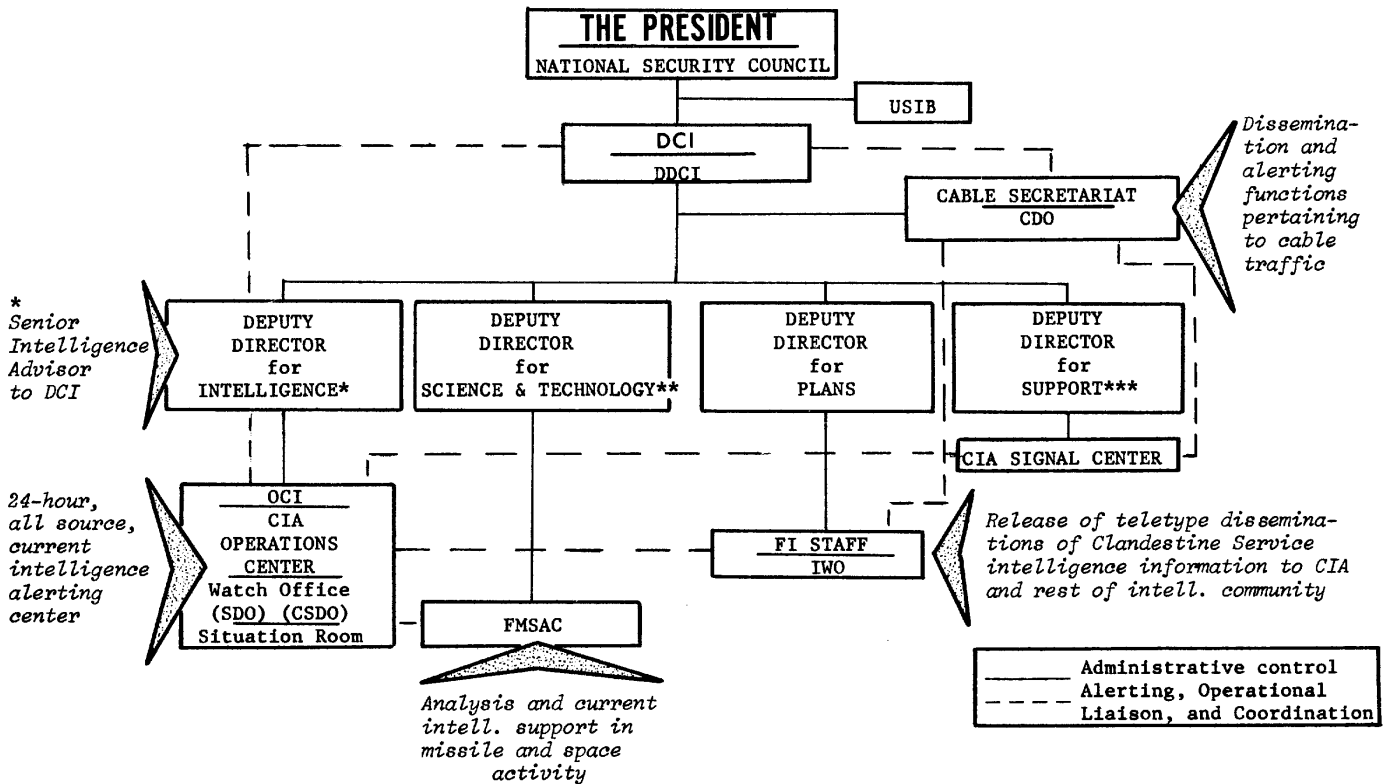 THE PRESIDENT
NATIONAL SECURITY COUNCIL
USIB
DCI
DDCI
CABLE SECRETARIAT
CDO
Dissemina-
tion and
alerting
functions
pertaining
to cable
traffic
*
Senior
Intelligence
Advisor
to DCI
DEPUTY
DIRECTOR
for
INTELLIGENCE*
DEPUTY
DIRECTOR
for
SCIENCE & TECHNOLOGY**
DEPUTY
DIRECTOR
for
PLANS
DEPUTY
DIRECTOR
for
SUPPORT***
CIA SIGNAL CENTER
24-hour,
all source,
current
intelligence
alerting
center
OCI
CIA
OPERATIONS
CENTER
Watch Office
(SDO) (CSDO)
Situation Room
FI STAFF
IWO
Release of teletype dissemina-
tions of Clandestine Service
intelligence information to CIA
and rest of intell. community
FMSAC
Analysis and current
intell. support in
missile and space
activity
Administrative control
Alerting, Operational
Liaison, and Coordination